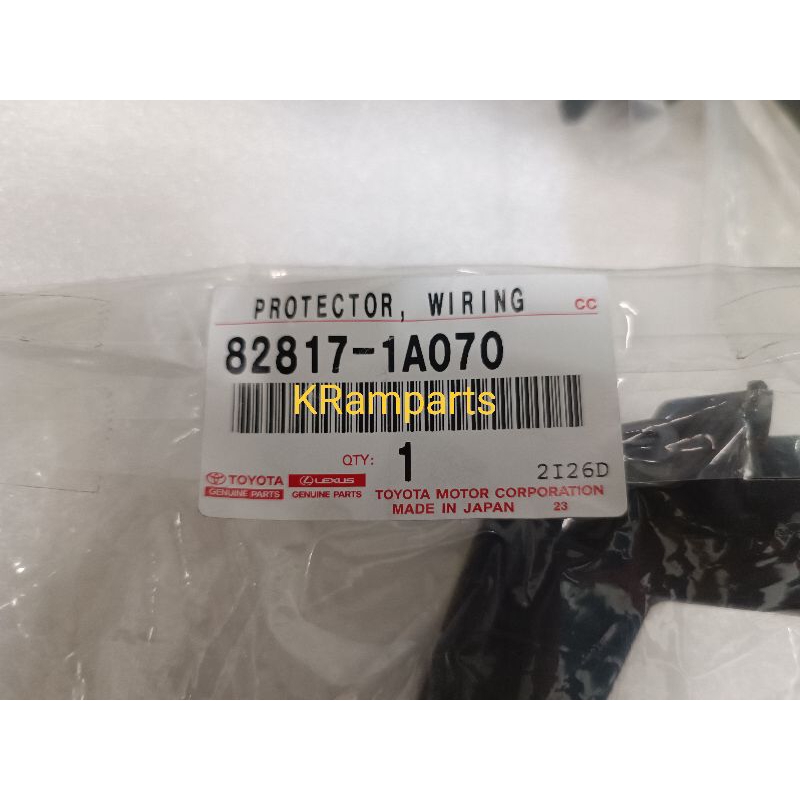 PROTECTOR, WIRING CC
82817-1A070
KRamparts
QTY: 1
2I26D
TOYOTA LEXUS
GENUINE PARTS GENUINE PARTS TOYOTA MOTOR CORPORATION
MADE IN JAPAN 23